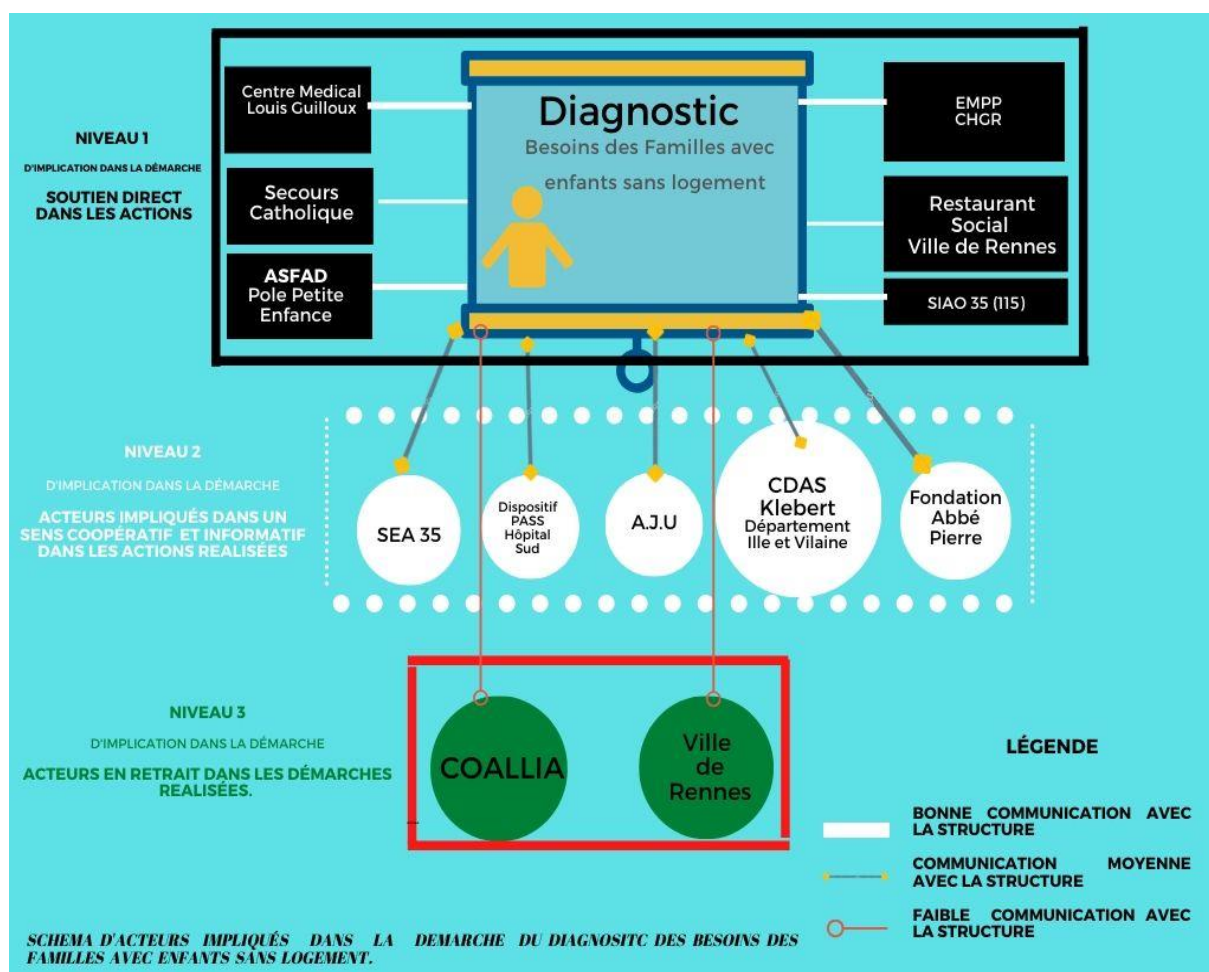 Diagnostic
Besoins des Familles avec
enfants sans logement
NIVEAU 1
D'IMPLICATION DANS LA DÉMARCHE
SOUTIEN DIRECT
DANS LES ACTIONS
Centre Medical
Louis Guilloux
Secours
Catholique
ASFAD
Pole Petite
Enfance
EMPP
CHGR
Restaurant
Social
Ville de Rennes
SIAO 35 (115)
NIVEAU 2
D'IMPLICATION DANS LA DÉMARCHE
ACTEURS IMPLIQUÉS DANS UN
SENS COOPÉRATIF ET INFORMATIF
DANS LES ACTIONS REALISÉES
SEA 35
Dispositif
PASS
Hôpital
Sud
A.J.U
CDAS
Klebert
Département
Ille et Vilaine
Fondation
Abbé
Pierre
NIVEAU 3
D'IMPLICATION DANS LA DÉMARCHE
ACTEURS EN RETRAIT DANS LES DÉMARCHES
REALISÉES.
COALLIA
Ville
de
Rennes
LÉGENDE
BONNE COMMUNICATION AVEC
LA STRUCTURE
COMMUNICATION MOYENNE
AVEC LA STRUCTURE
FAIBLE COMMUNICATION AVEC
LA STRUCTURE
SCHEMA D'ACTEURS IMPLIQUÉS DANS LA DEMARCHE DU DIAGNOSITC DES BESOINS DES
FAMILLES AVEC ENFANTS SANS LOGEMENT.